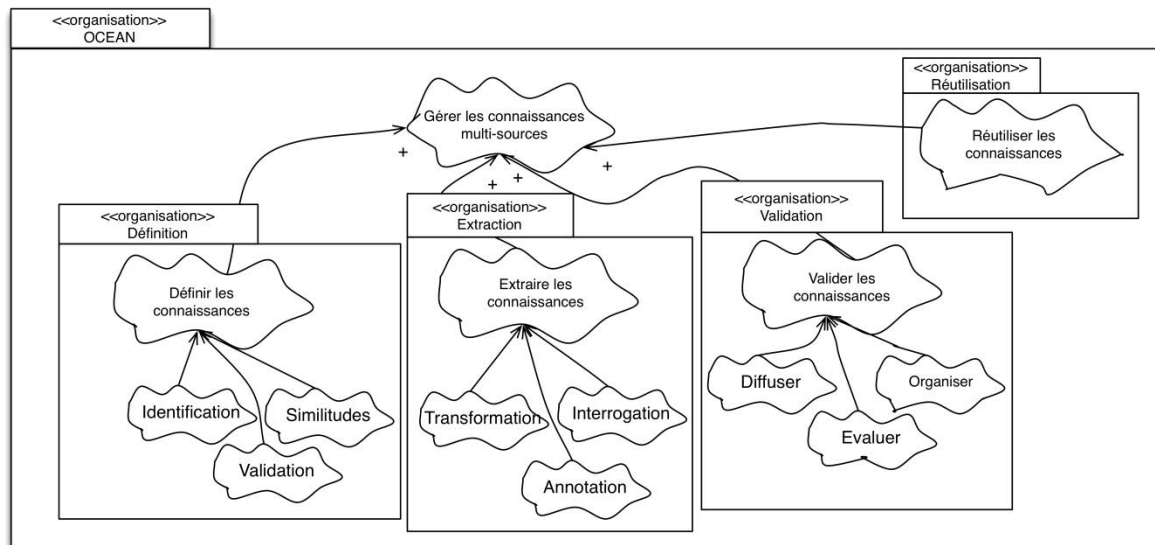 <<organisation>>
OCEAN
<<organisation>>
Réutilisation
Gérer les connaissances
multi-sources
Réutiliser les
connaissances
+
+
+
+
<<organisation>>
Définition
<<organisation>>
Extraction
<<organisation>>
Validation
Définir les
connaissances
Identification
Similitudes
Validation
Extraire les
connaissances
Transformation
Interrogation
Annotation
Valider les
connaissances
Diffuser
Organiser
Evaluer